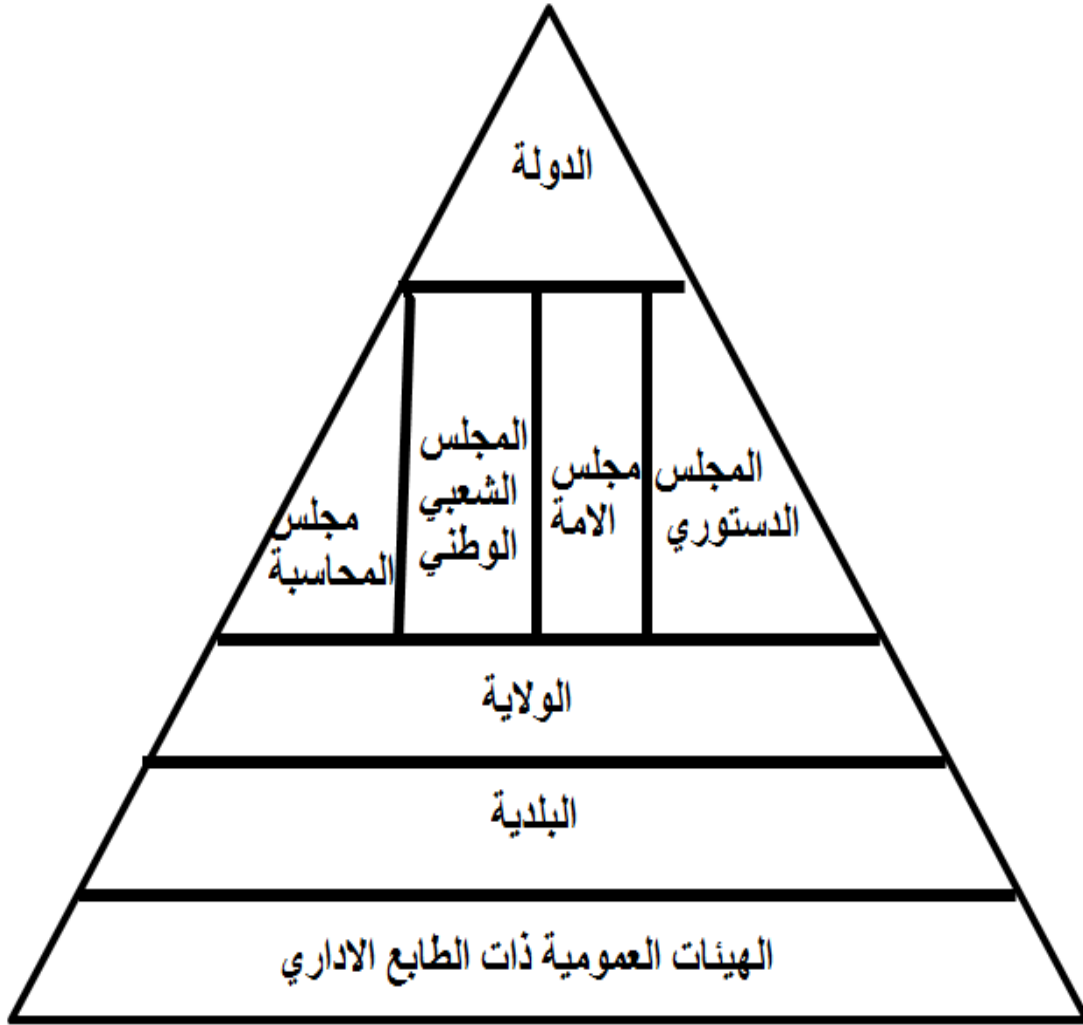 الدولة
المجلس
الدستوري
مجلس
الامة
المجلس
الشعبي
الوطني
مجلس
المحاسبة
الولاية
البلدية
الهيئات العمومية ذات الطابع الاداري